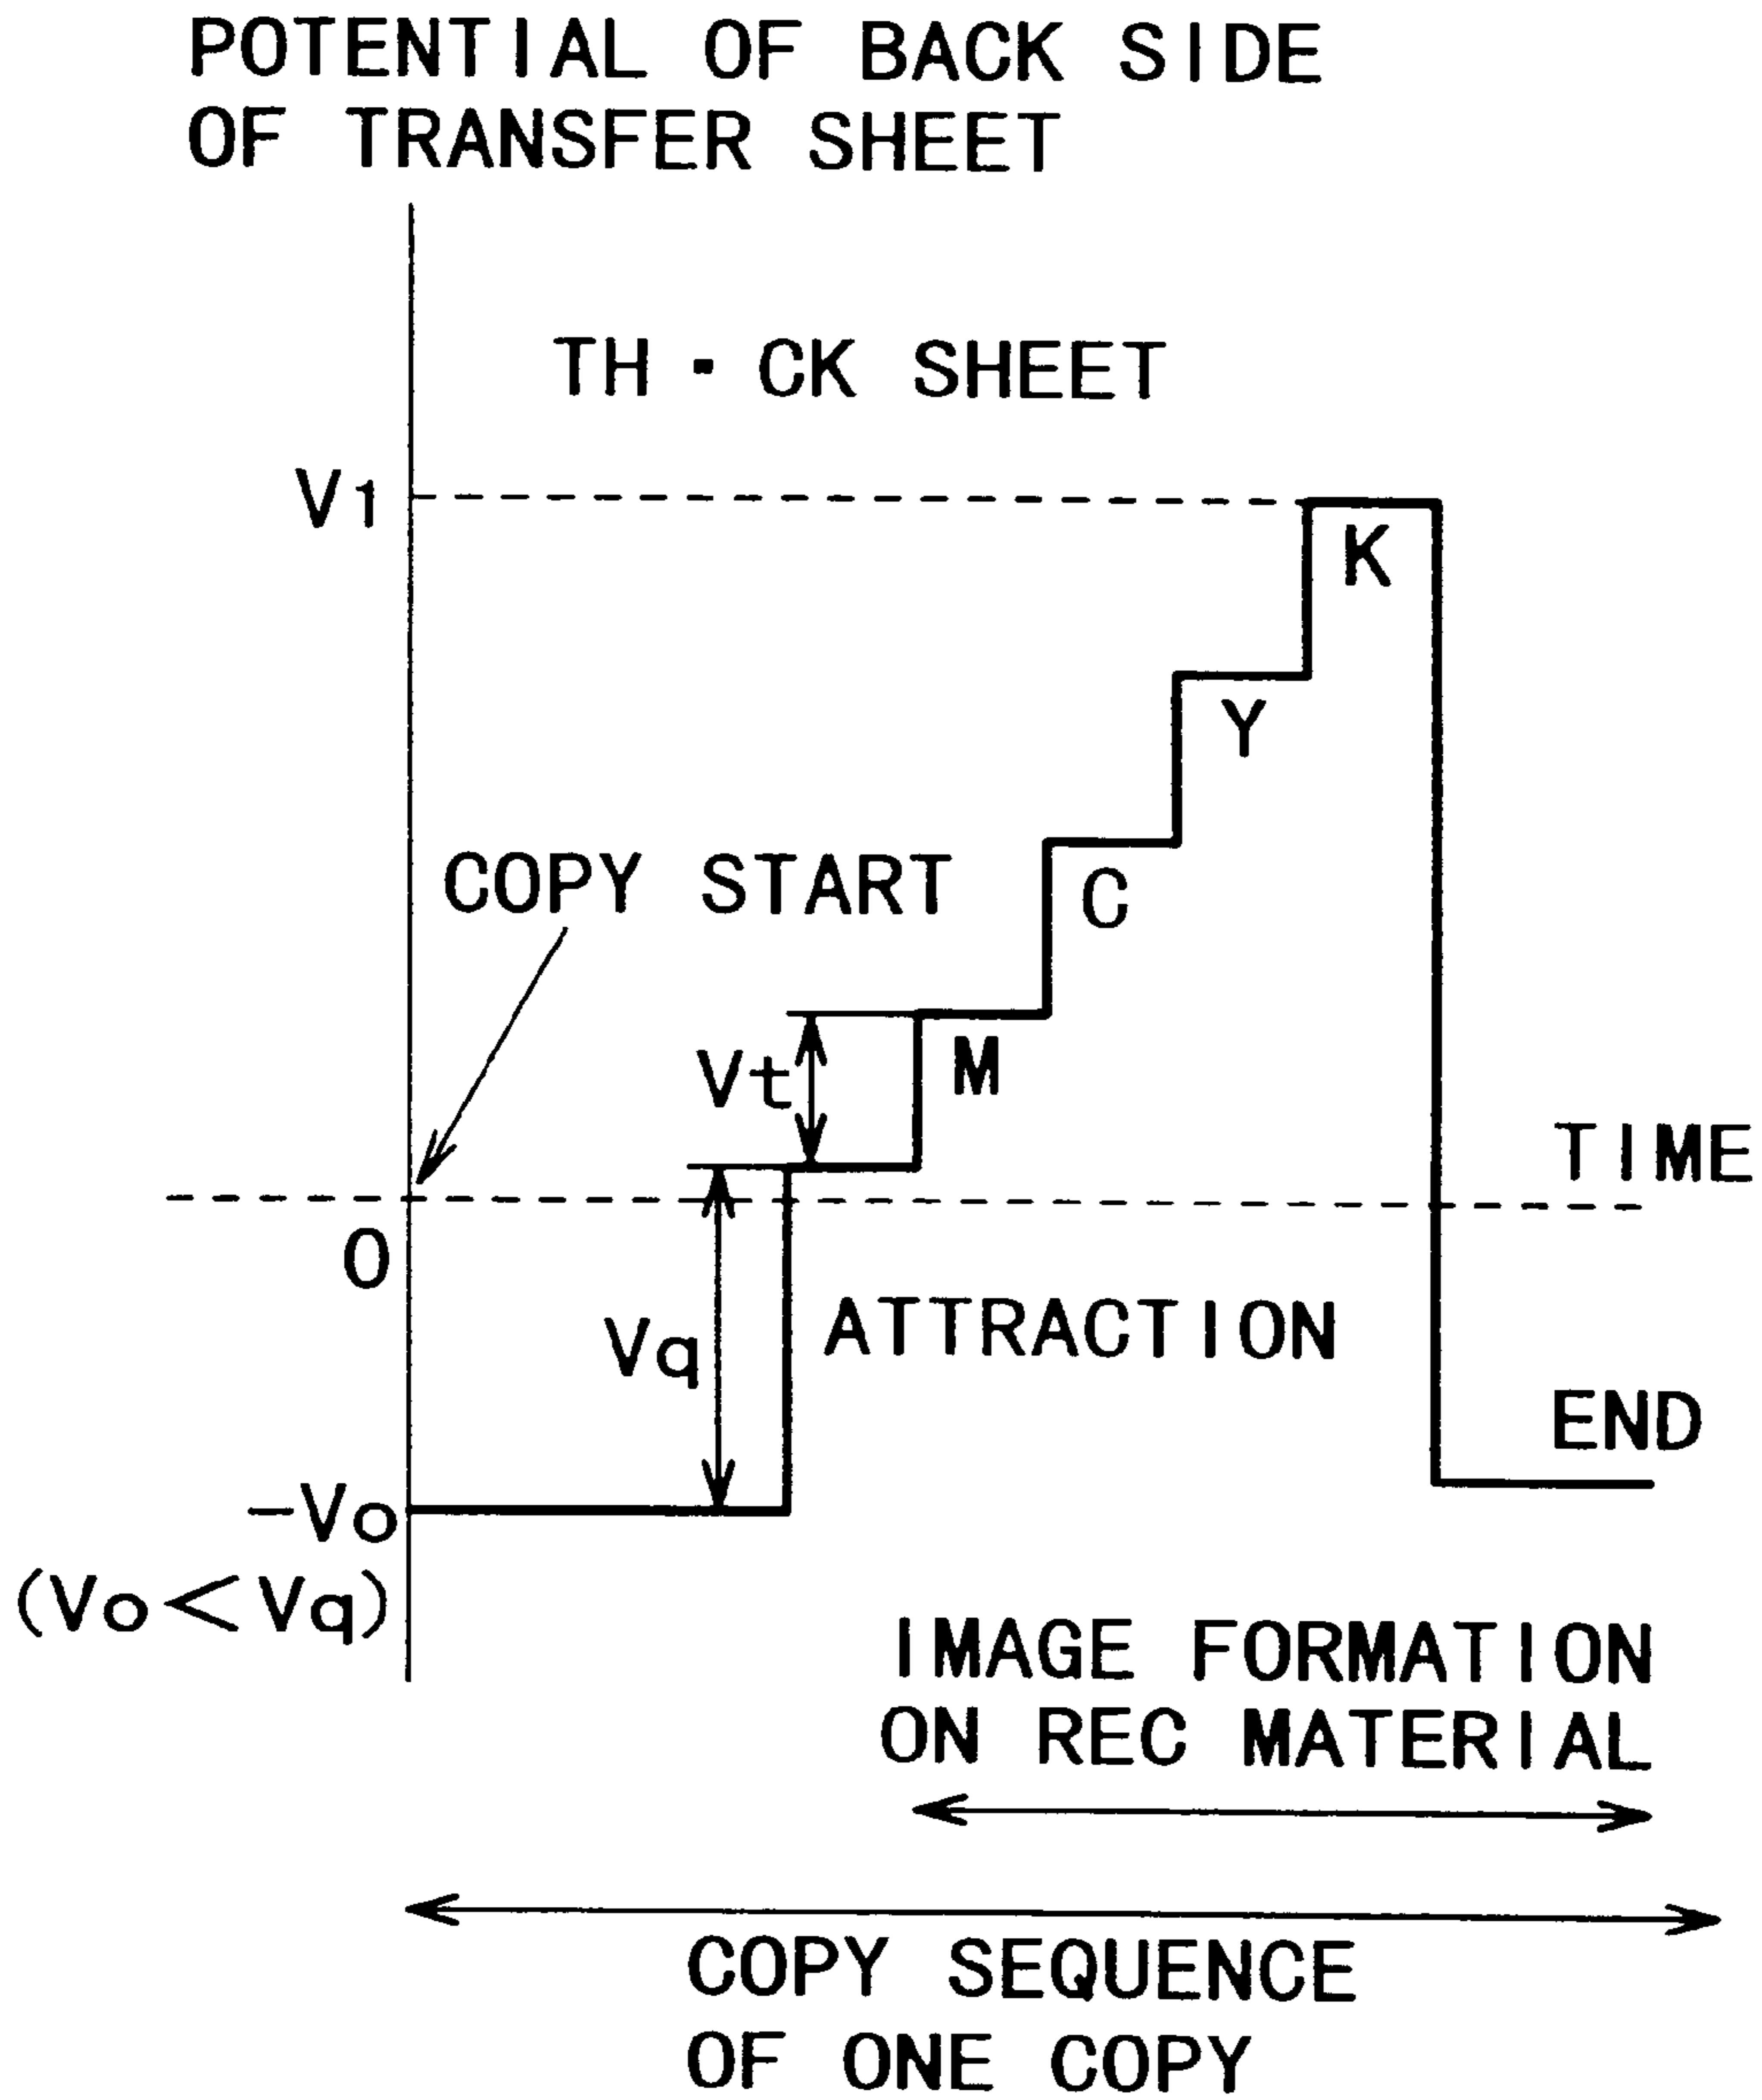 POTENTIAL OF BACK SIDE
OF TRANSFER SHEET
TH・CK SHEET
V1
K
Y
COPY START
C
Vt
M
TIME
0
Vq
ATTRACTION
END
-Vo
(Vo<Vq)
IMAGE FORMATION
ON REC MATERIAL
COPY SEQUENCE
OF ONE COPY